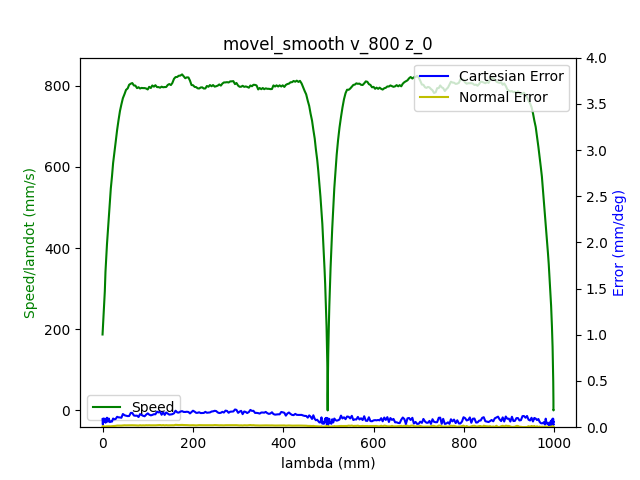 movel_smooth v_800 z_0
Cartesian Error
Normal Error
Speed
Speed/lamdot (mm/s)
800
600
400
200
0
4.0
3.5
3.0
2.5
2.0
1.5
1.0
0.5
0.0
Error (mm/deg)
0 200 400 600 800 1000
lambda (mm)